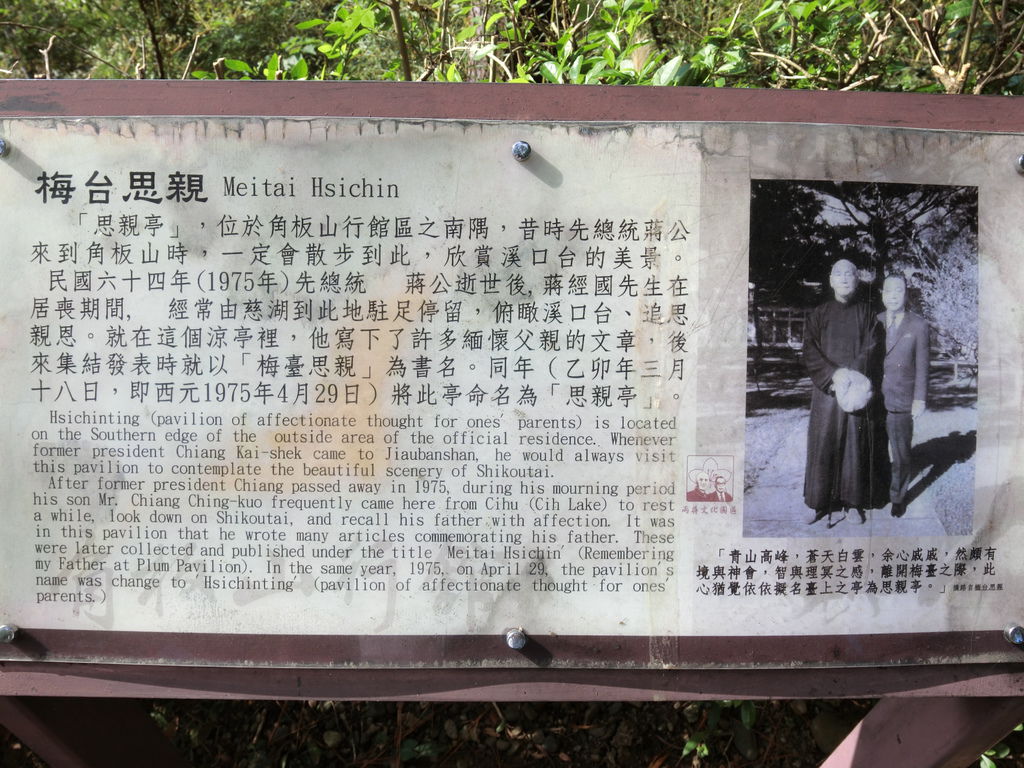 梅台思親 Meitai Hsichin
「思親亭」，位於角板山行館區之南隅，昔時先總統蔣公
來到角板山時，一定會散步到此，欣賞溪口台的美景。
民國六十四年(1975年)先總統　蔣公逝世後,蔣經國先生在
居喪期間,　經常由慈湖到此地駐足停留，俯瞰溪口台、追思
親恩。就在這個涼亭裡，他寫下了許多緬懷父親的文章，後
來集結發表時就以「梅臺思親」為書名。同年（乙卯年三月
十八日，即西元1975年4月29日）將此亭命名為「思親亭」。
Hsichinting (pavilion of affectionate thought for ones' parents) is located
on the Southern edge of the outside area of the official residence. Whenever
former president Chiang Kai-shek came to Jiaubanshan, he would always visit
this pavilion to contemplate the beautiful scenery of Shikoutai.
After former president Chiang passed away in 1975, during his mourning period
his son Mr. Chiang Ching-kuo frequently came here from Cihu (Cih Lake) to rest
a while, look down on Shikoutai, and recall his father with affection. It was
in this pavilion that he wrote many articles commemorating his father. These
were later collected and published under the title 'Meitai Hsichin' (Remembering
my Father at Plum Pavilion). In the same year, 1975, on April 29, the pavilion's
name was change to 'Hsichinting' (pavilion of affectionate thought for ones'
parents.)
兩蔣文化園區
「青山高峰，蒼天白雲，余心戚戚，然頗有
境與神會，智與理冥之感，離開梅臺之際，此
心猶覺依依擬名臺上之亭為思親亭。」摘錄自梅台思親